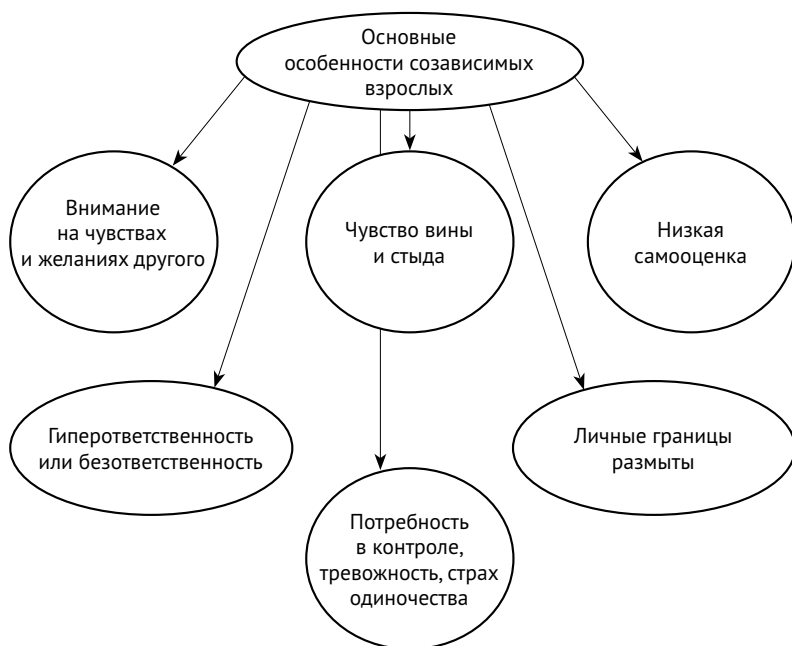 Основные
особенности созависимых
взрослых
Внимание
на чувствах
и желаниях другого
Чувство вины
и стыда
Низкая
самооценка
Гиперответственность
или безответственность
Личные границы
размыты
Потребность
в контроле,
тревожность, страх
одиночества